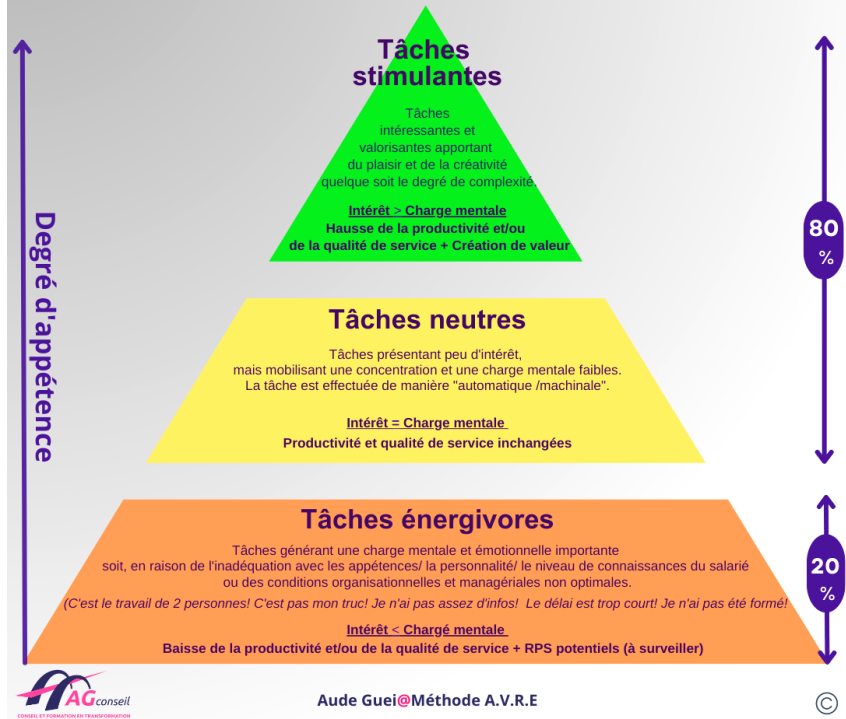 Tâches
stimulantes
Tâches
intéressantes et
valorisantes apportant
du plaisir et de la créativité
quelque soit le degré de complexité.
Intérêt > Charge mentale
Hausse de la productivité et/ou
de la qualité de service + Création de valeur
80
%
Degré d'appétence
Tâches neutres
Tâches présentant peu d'intérêt,
mais mobilisant une concentration et une charge mentale faibles.
La tâche est effectuée de manière "automatique /machinale".
Intérêt = Charge mentale
Productivité et qualité de service inchangées
Tâches énergivores
Tâches générant une charge mentale et émotionnelle importante
soit, en raison de l'inadéquation avec les appétences/ la personnalité/ le niveau de connaissances du salarié
ou des conditions organisationnelles et managériales non optimales.
(C'est le travail de 2 personnes! C'est pas mon truc! Je n'ai pas assez d'infos! Le délai est trop court! Je n'ai pas été formé!
Intérêt < Chargé mentale
Baisse de la productivité et/ou de la qualité de service + RPS potentiels (à surveiller)
20
%
AGconseil
CONSEIL ET FORMATION EN TRANSFORMATION
Aude Guei@Méthode A.V.R.E
©